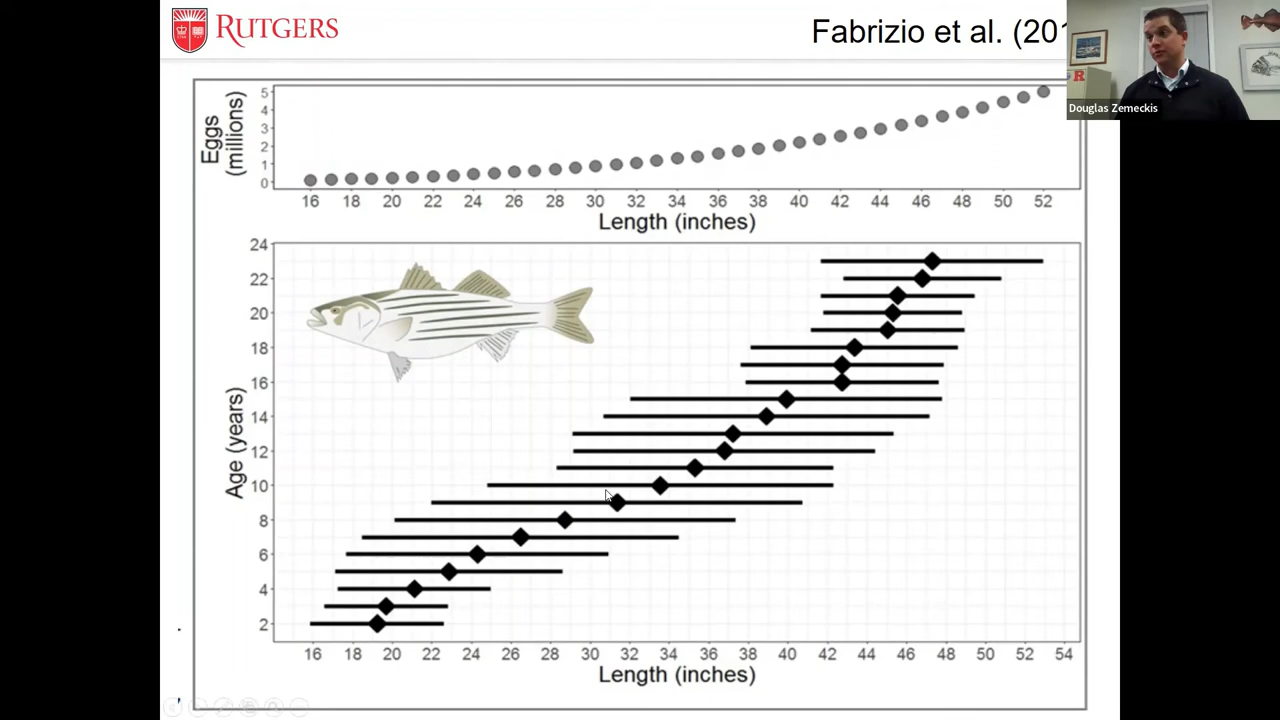 RUTGERS
Fabrizio et al. (20
R
Douglas Zemeckis
Eggs
(millions)
5
4
3
2
1
0
16 18 20 22 24 26 28 30 32 34 36 38 40 42 44 46 48 50 52
Length (inches)
24
22
20
18
16
14
12
10
8
6
4
2
Age (years)
16 18 20 22 24 26 28 30 32 34 36 38 40 42 44 46 48 50 52 54
Length (inches)